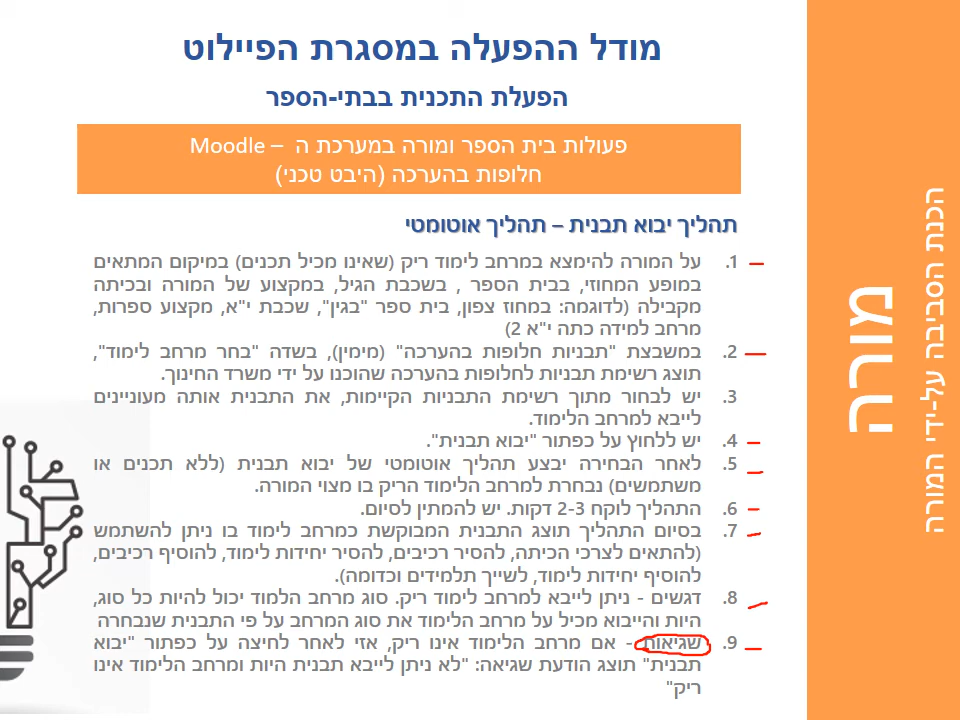 מודל ההפעלה במסגרת הפיילוט
הפעלת התכנית בבתי-הספר
פעולות בית הספר ומורה במערכת ה – Moodle
חלופות בהערכה (היבט טכני)
תהליך יבוא תבנית – תהליך אוטומטי
1. על המורה להימצא במרחב לימוד ריק (שאינו מכיל תכנים) במיקום המתאים
במופע המחוזי, בבית הספר , בשכבת הגיל, במקצוע של המורה ובכיתה
מקבילה (לדוגמה: במחוז צפון, בית ספר "בגין", שכבת י"א, מקצוע ספרות,
מרחב למידה כתה י"א 2)
2. במשבצת "תבניות חלופות בהערכה" (מימין), בשדה "בחר מרחב לימוד",
תוצג רשימת תבניות לחלופות בהערכה שהוכנו על ידי משרד החינוך.
3. יש לבחור מתוך רשימת התבניות הקיימות, את התבנית אותה מעוניינים
לייבא למרחב הלימוד.
4. יש ללחוץ על כפתור "יבוא תבנית".
5. לאחר הבחירה יבצע תהליך אוטומטי של יבוא תבנית (ללא תכנים או
משתמשים) נבחרת למרחב הלימוד הריק בו מצוי המורה.
6. התהליך לוקח 2-3 דקות. יש להמתין לסיום.
7. בסיום התהליך תוצג התבנית המבוקשת כמרחב לימוד בו ניתן להשתמש
(להתאים לצרכי הכיתה, להסיר רכיבים, להסיר יחידות לימוד, להוסיף רכיבים,
להוסיף יחידות לימוד, לשייך תלמידים וכדומה).
8. דגשים - ניתן לייבא למרחב לימוד ריק. סוג מרחב הלמוד יכול להיות כל סוג,
היות והייבוא מכיל על מרחב הלימוד את סוג המרחב על פי התבנית שנבחרה
9. שגיאות - אם מרחב הלימוד אינו ריק, אזי לאחר לחיצה על כפתור "יבוא
תבנית" תוצג הודעת שגיאה: "לא ניתן לייבא תבנית היות ומרחב הלימוד אינו
ריק"
מורה
הכנת הסביבה על-ידי המורה